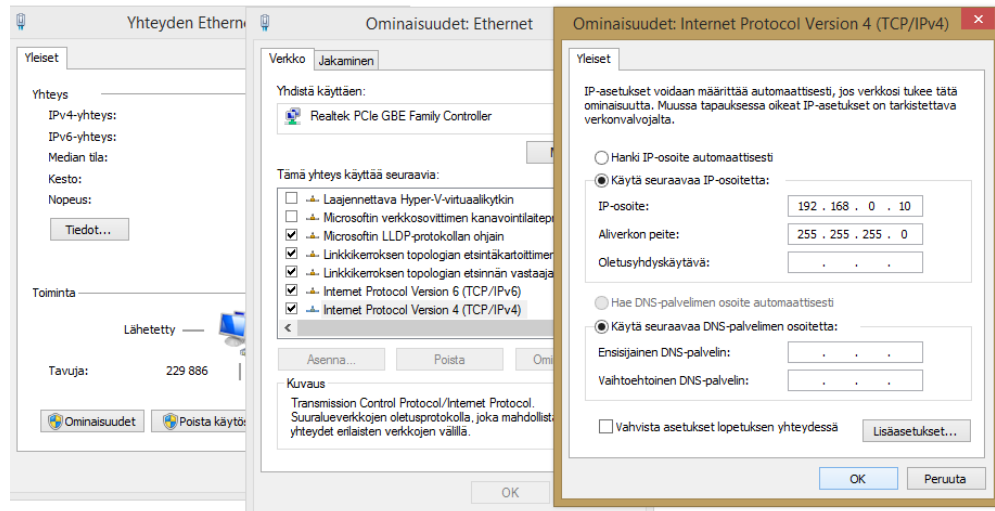 Yhteyden Ethern
Yleiset
Yhteys
IPv4-yhteys:
IPv6-yhteys:
Median tila:
Kesto:
Nopeus:
Tiedot...
Toiminta
Lähetetty
Tavuja: 229 886
Ominaisuudet
Poista käytös
Ominaisuudet: Ethernet
Verkko
Jakaminen
Yhdistä käyttäen:
Realtek PCIe GBE Family Controller
Tämä yhteys käyttää seuraavia:
Laajennettava Hyper-V-virtuaalikytkin
Microsoftin verkkosovittimen kanavointilaitepr
Microsoftin LLDP-protokollan ohjain
Linkkikerroksen topologian etsintäkartoittimen
Linkkikerroksen topologian etsinnän vastaaja
Internet Protocol Version 6 (TCP/IPv6)
Internet Protocol Version 4 (TCP/IPv4)
Asenna...
Poista
Omi
Kuvaus
Transmission Control Protocol/Internet Protocol.
Suuralueverkkojen oletusprotokolla, joka mahdollista
yhteydet erilaisten verkkojen välillä.
OK
Ominaisuudet: Internet Protocol Version 4 (TCP/IPv4)
Yleiset
IP-asetukset voidaan määrittää automaattisesti, jos verkkosi tukee tätä
ominaisuutta. Muussa tapauksessa oikeat IP-asetukset on tarkistettava
verkonvalvojalta.
Hanki IP-osoite automaattisesti
Käytä seuraavaa IP-osoitetta:
IP-osoite: 192 . 168 . 0 . 10
Aliverkon peite: 255 . 255 . 255 . 0
Oletusyhdyskäytävä: . . .
Hae DNS-palvelimen osoite automaattisesti
Käytä seuraavaa DNS-palvelimen osoitetta:
Ensisijainen DNS-palvelin: . . .
Vaihtoehtoinen DNS-palvelin: . . .
Vahvista asetukset lopetuksen yhteydessä
Lisäasetukset...
OK
Peruuta